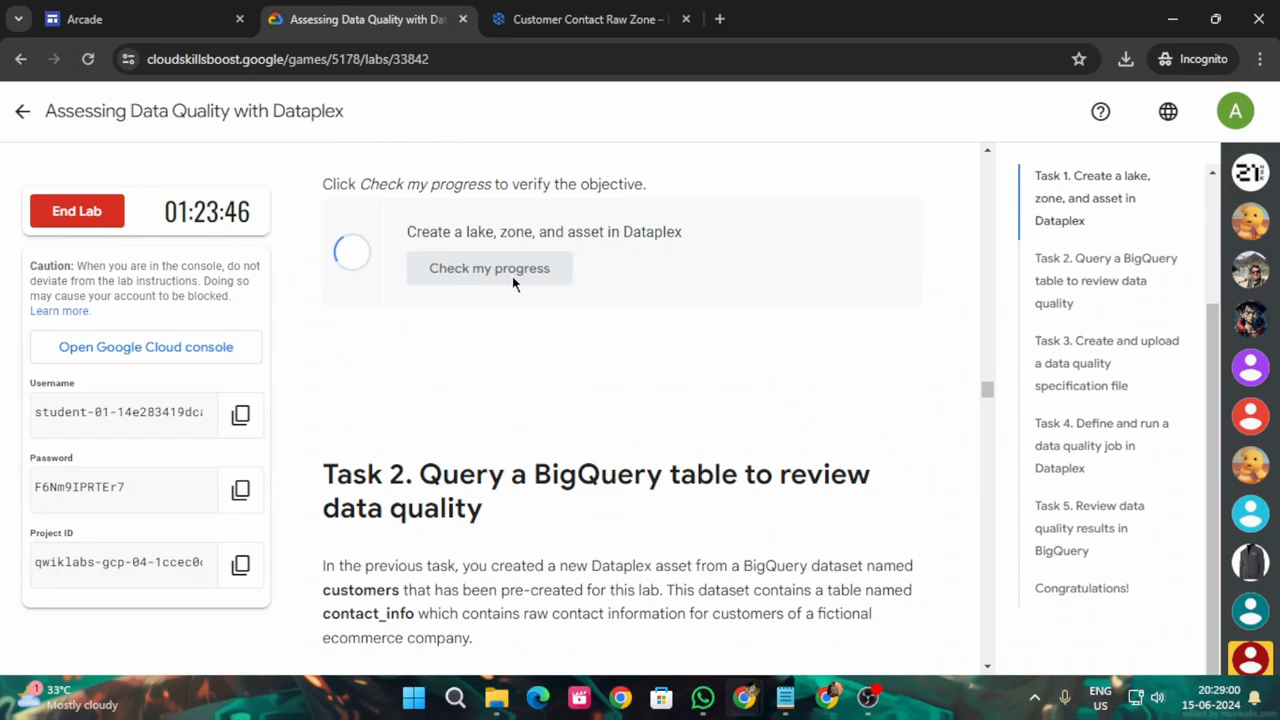 Arcade
Assessing Data Quality with Da
Customer Contact Raw Zone –
cloudskillsboost.google/games/5178/labs/33842
Incognito
Assessing Data Quality with Dataplex
A
End Lab
01:23:46
Caution: When you are in the console, do not
deviate from the lab instructions. Doing so
may cause your account to be blocked.
Learn more.
Open Google Cloud console
Username
student-01-14e283419dc
Password
F6Nm9IPRTEr7
Project ID
qwiklabs-gcp-04-1ccec0
Click Check my progress to verify the objective.
Create a lake, zone, and asset in Dataplex
Check my progress
Task 2. Query a BigQuery table to review
data quality
In the previous task, you created a new Dataplex asset from a BigQuery dataset named
customers that has been pre-created for this lab. This dataset contains a table named
contact_info which contains raw contact information for customers of a fictional
ecommerce company.
Task 1. Create a lake,
zone, and asset in
Dataplex
Task 2. Query a BigQuery
table to review data
quality
Task 3. Create and upload
a data quality
specification file
Task 4. Define and run a
data quality job in
Dataplex
Task 5. Review data
quality results in
BigQuery
Congratulations!
21
1
33°C
Mostly cloudy
ENG
US
20:29:00
15-06-2024